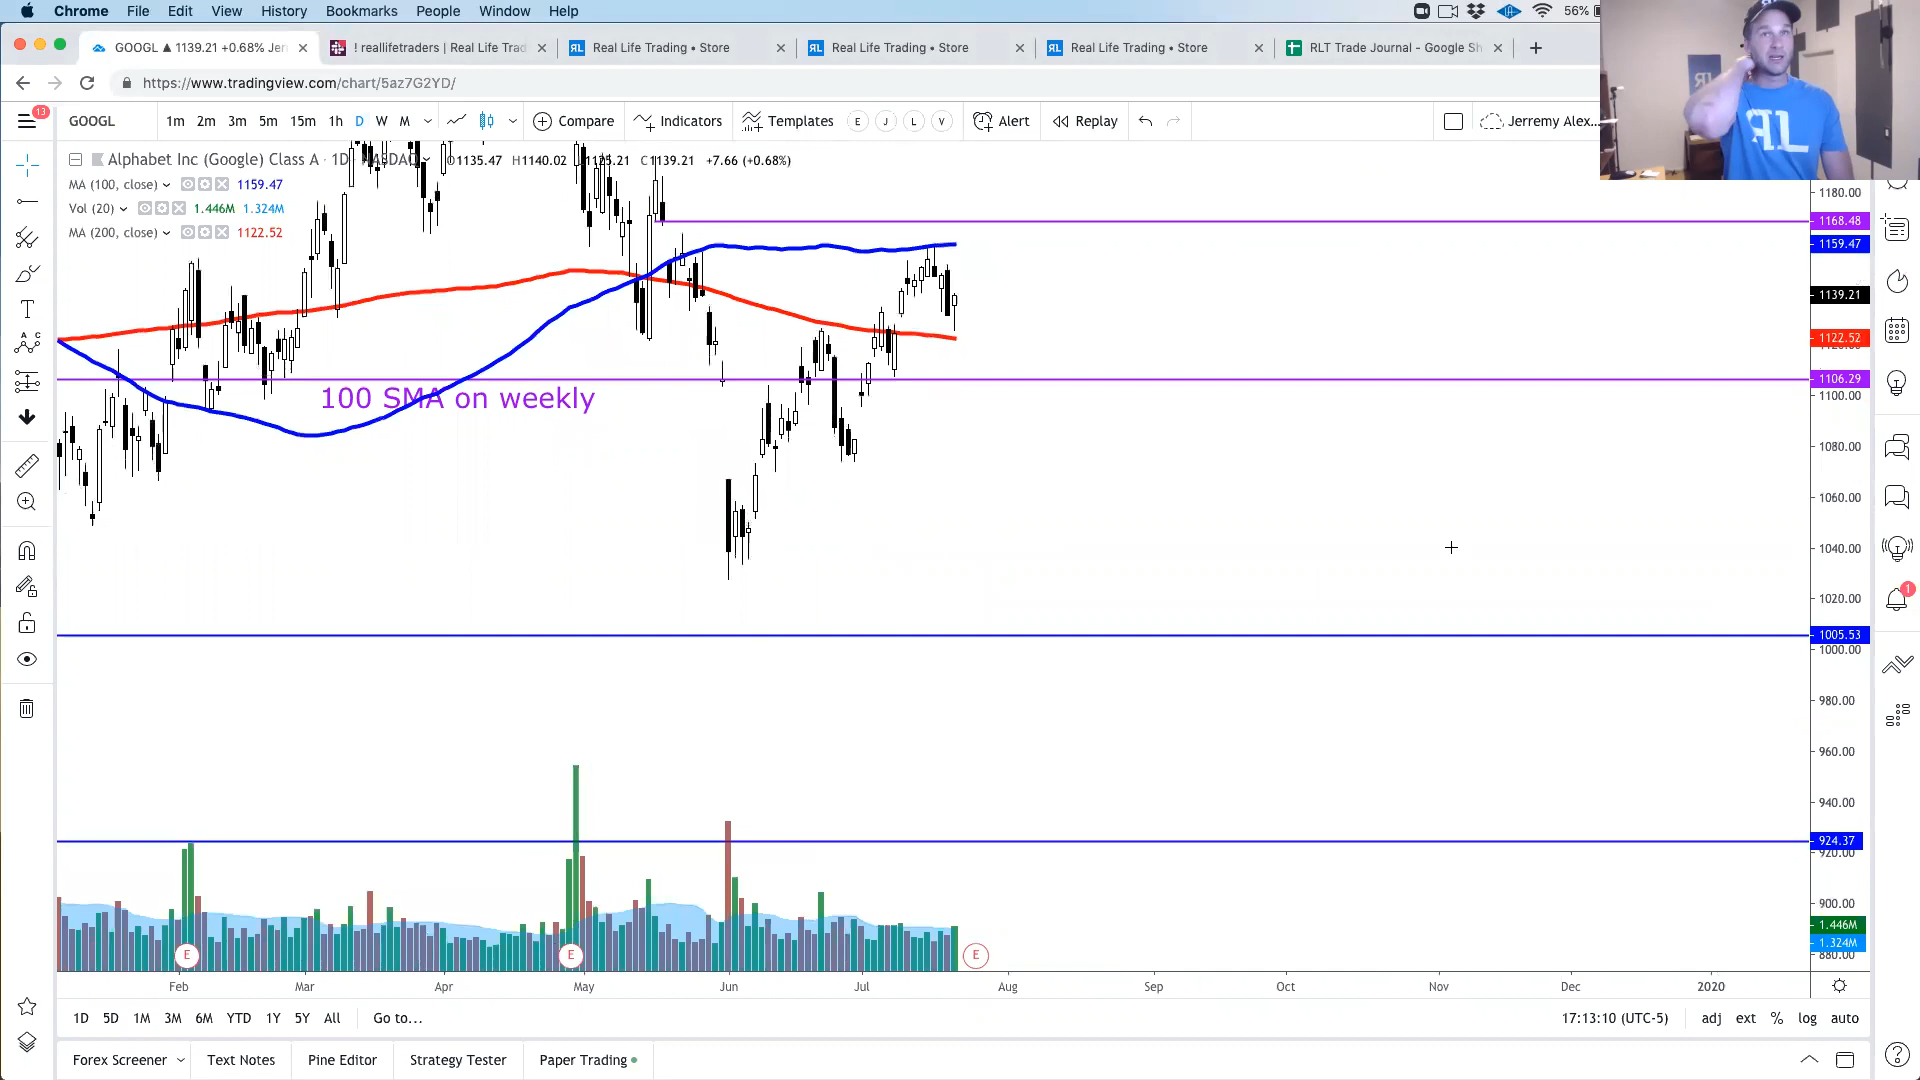 Chrome File Edit View History Bookmarks People Window Help 56%
GOOGL ▲ 1139.21 +0.68% Jer
! reallifetraders | Real Life Trad
Real Life Trading • Store
Real Life Trading • Store
Real Life Trading • Store
RLT Trade Journal - Google Sh
https://www.tradingview.com/chart/5az7G2YD/
13
GOOGL 1m 2m 3m 5m 15m 1h D W M Compare Indicators Templates E J L V Alert Replay Jerremy Alex...
Alphabet Inc (Google) Class A · 1D · NASDAQ O1135.47 H1140.02 L1125.21 C1139.21 +7.66 (+0.68%)
MA (100, close) 1159.47
Vol (20) 1.446M 1.324M
MA (200, close) 1122.52
RL
1180.00
1168.48
1159.47
1139.21
1122.52
1106.29
1100.00
1080.00
1060.00
1040.00
1020.00
1005.53
1000.00
980.00
960.00
940.00
924.37
920.00
900.00
1.446M
1.324M
880.00
100 SMA on weekly
1
E E E
Feb Mar Apr May Jun Jul Aug Sep Oct Nov Dec 2020
1D 5D 1M 3M 6M YTD 1Y 5Y All Go to... 17:13:10 (UTC-5) adj ext % log auto
Forex Screener Text Notes Pine Editor Strategy Tester Paper Trading